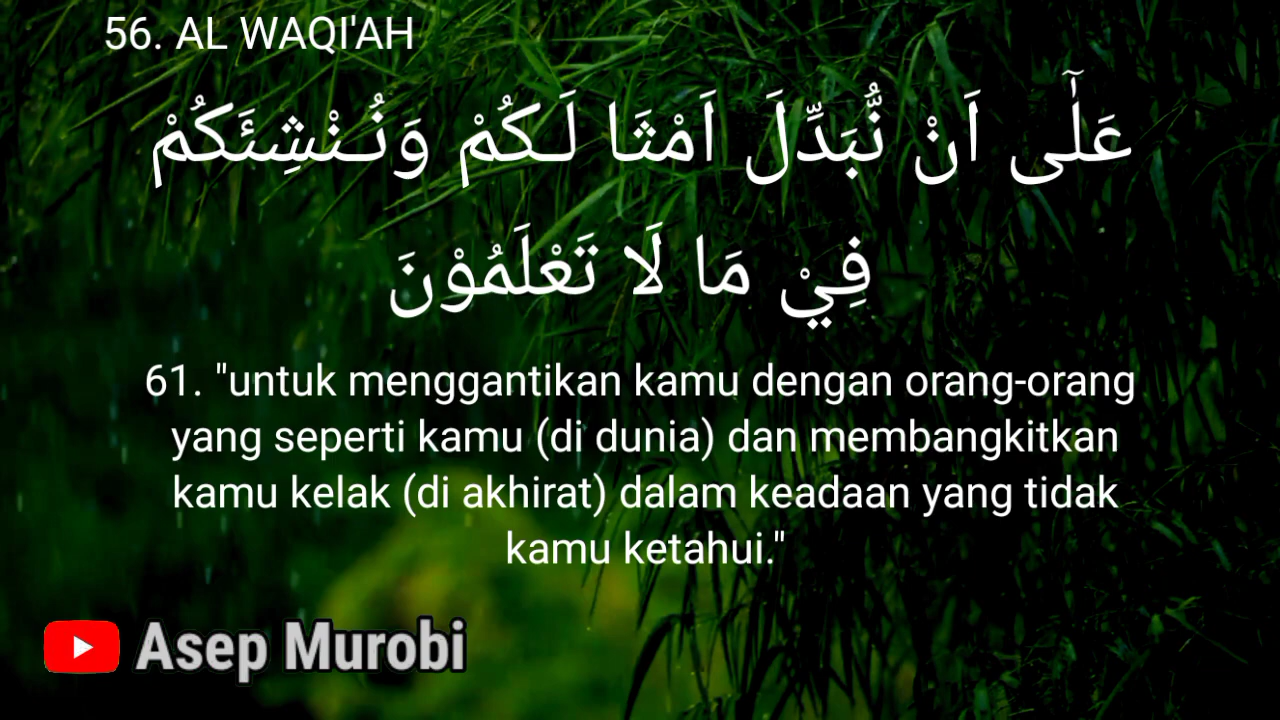 56. AL WAQI'AH
عَلٰۤى اَنْ نُّبَدِّلَ اَمْثَا لَـكُمْ وَنُـنْشِئَكُمْ
فِيْ مَا لَا تَعْلَمُوْنَ
61. "untuk menggantikan kamu dengan orang-orang
yang seperti kamu (di dunia) dan membangkitkan
kamu kelak (di akhirat) dalam keadaan yang tidak
kamu ketahui."
Asep Murobi